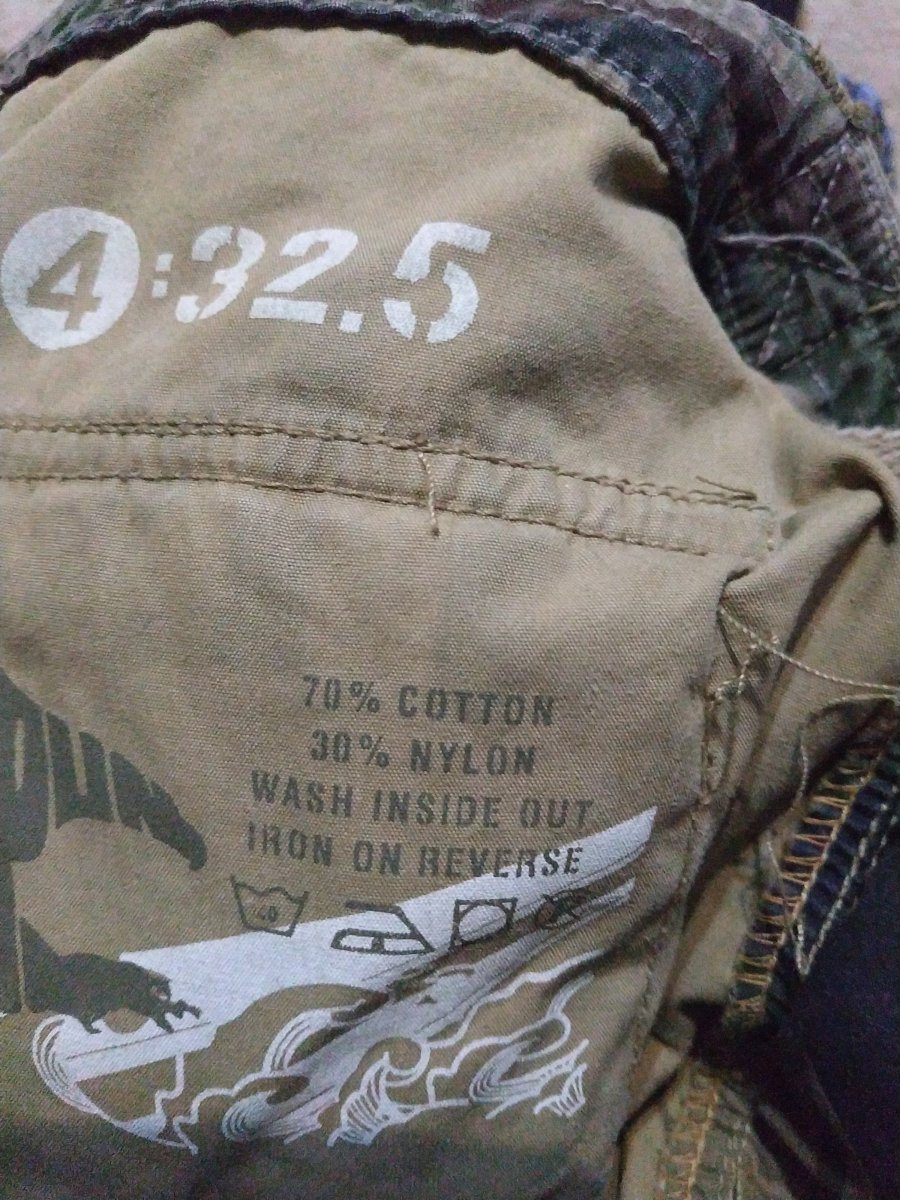 4:32.5
70% COTTON
30% NYLON
WASH INSIDE OUT
IRON ON REVERSE
40